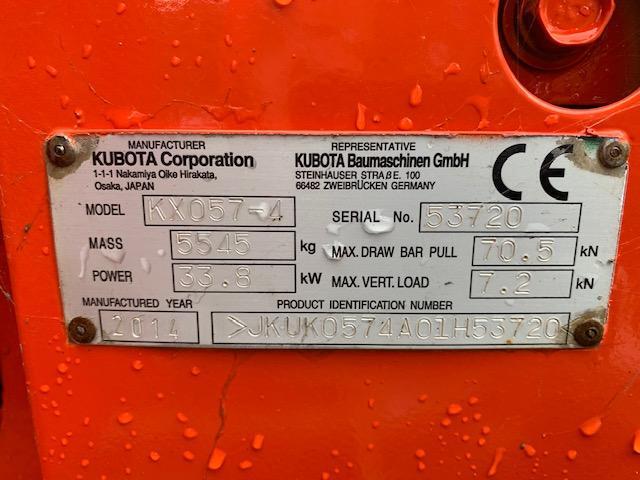 MANUFACTURER
KUBOTA Corporation
1-1-1 Nakamiya Oike Hirakata,
Osaka, JAPAN
REPRESENTATIVE
KUBOTA Baumaschinen GmbH
STEINHÄUSER STRAßE. 100
66482 ZWEIBRÜCKEN GERMANY
CE
MODEL KX057-4 SERIAL No. 53720
MASS 5545 kg MAX. DRAW BAR PULL 70.5 kN
POWER 33.8 kW MAX. VERT. LOAD 7.2 kN
MANUFACTURED YEAR PRODUCT IDENTIFICATION NUMBER
2014 >JKUK0574A01H53720<